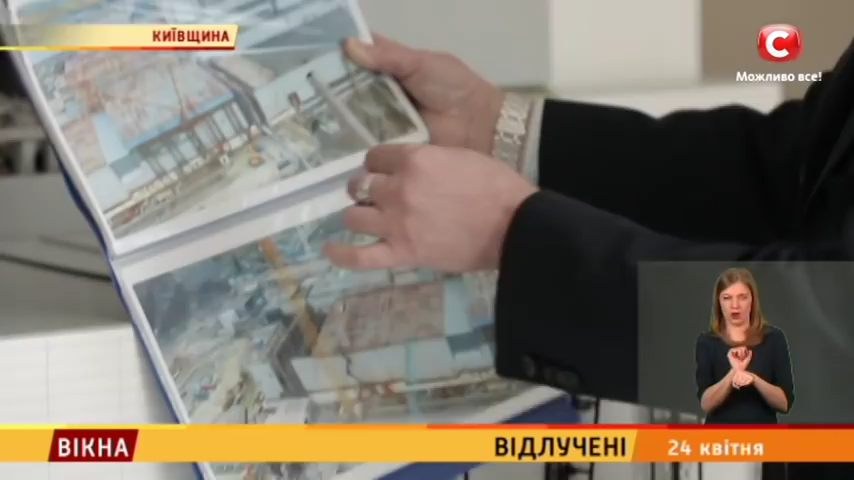 КИЇВЩИНА
Можливо все!
ВІКНА
ВІДЛУЧЕНІ
24 квітня